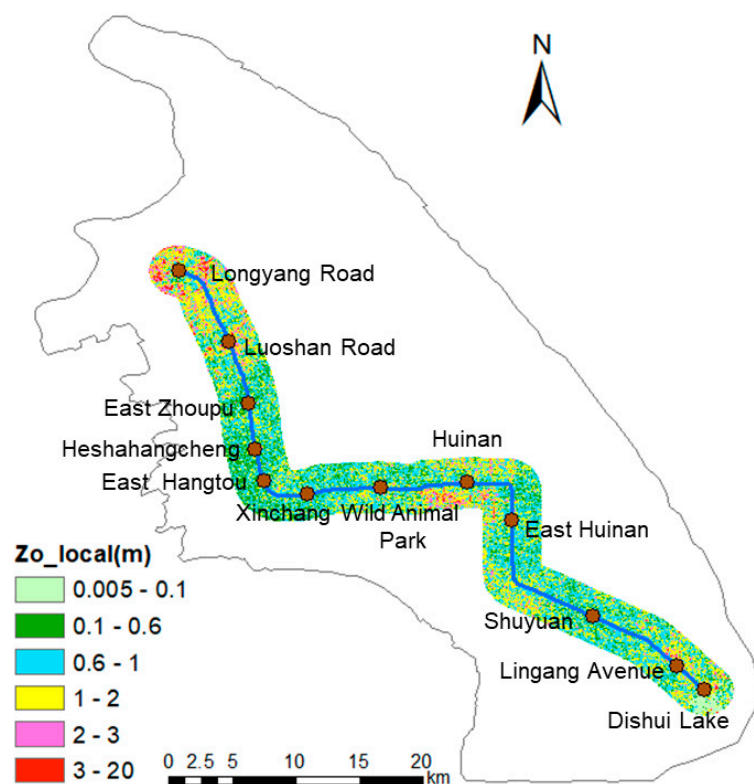 N
Longyang Road
Luoshan Road
East Zhoupu
Heshahangcheng
Huinan
East Hangtou
Xinchang
Wild Animal
Park
East Huinan
Shuyuan
Lingang Avenue
Dishui Lake
Zo_local(m)
0.005 - 0.1
0.1 - 0.6
0.6 - 1
1 - 2
2 - 3
3 - 20
0 2.5 5 10 15 20
km